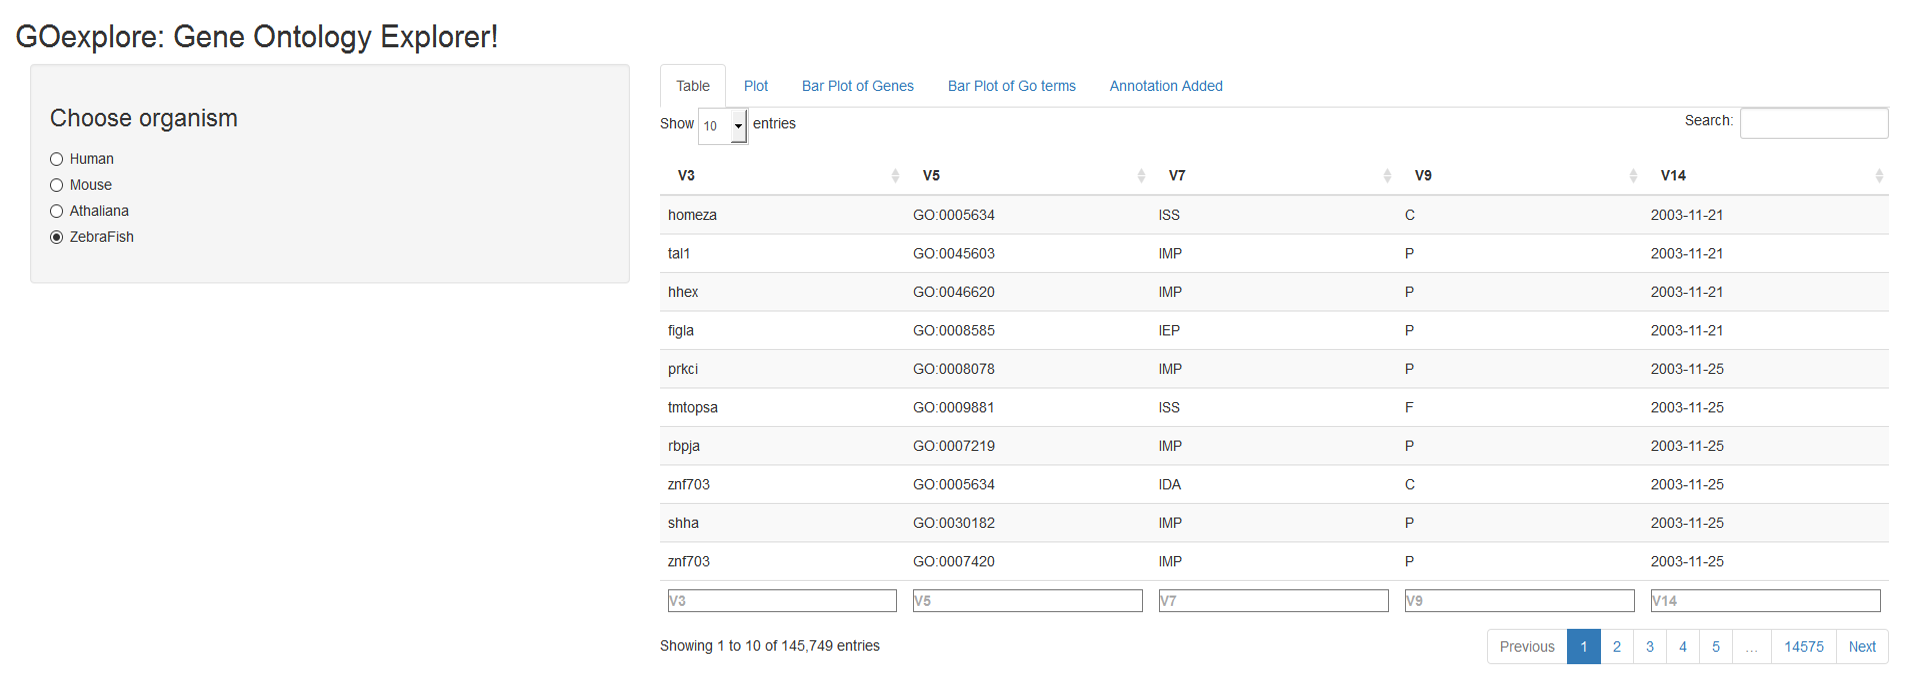 GOexplore: Gene Ontology Explorer!
Choose organism
Human
Mouse
Athaliana
ZebraFish
Table Plot Bar Plot of Genes Bar Plot of Go terms Annotation Added
Show 10 entries Search:
V3 V5 V7 V9 V14
homeza GO:0005634 ISS C 2003-11-21
tal1 GO:0045603 IMP P 2003-11-21
hhex GO:0046620 IMP P 2003-11-21
figla GO:0008585 IEP P 2003-11-21
prkci GO:0008078 IMP P 2003-11-25
tmtopsa GO:0009881 ISS F 2003-11-25
rbpja GO:0007219 IMP P 2003-11-25
znf703 GO:0005634 IDA C 2003-11-25
shha GO:0030182 IMP P 2003-11-25
znf703 GO:0007420 IMP P 2003-11-25
V3 V5 V7 V9 V14
Showing 1 to 10 of 145,749 entries Previous 1 2 3 4 5 ... 14575 Next